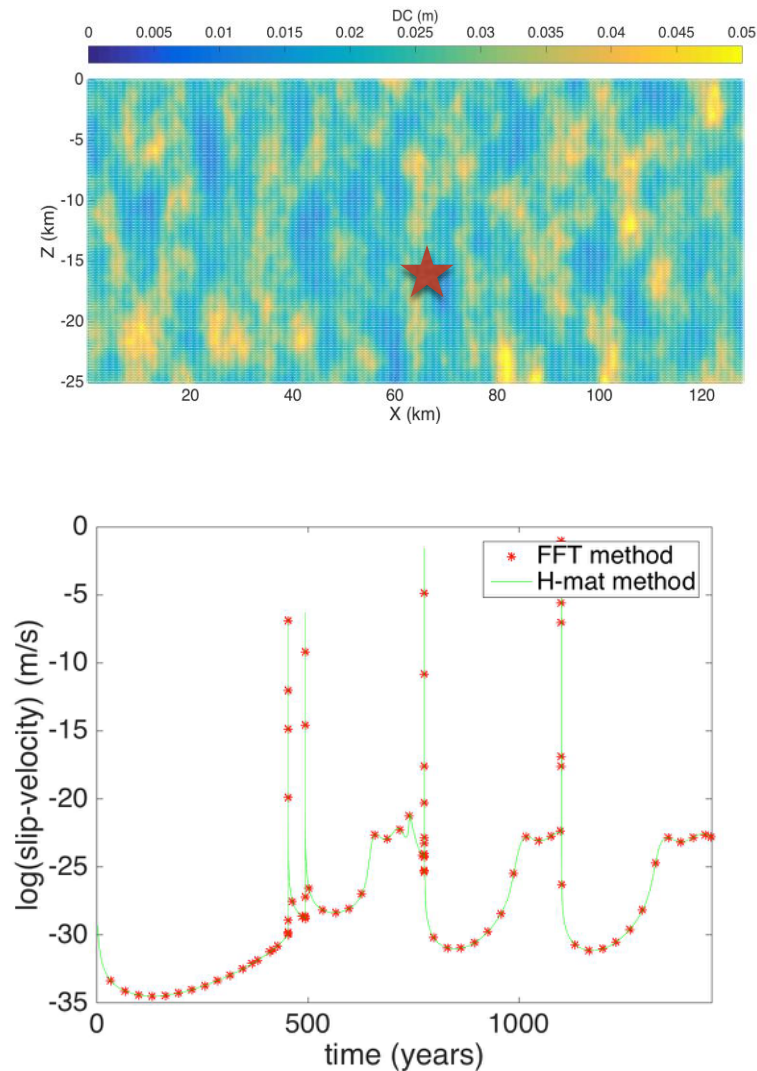 DC (m)
0 0.005 0.01 0.015 0.02 0.025 0.03 0.035 0.04 0.045 0.05
0
-5
-10
-15
-20
-25
Z (km)
20 40 60 80 100 120
X (km)
0
-5
-10
-15
-20
-25
-30
-35
log(slip-velocity) (m/s)
FFT method
H-mat method
0 500 1000
time (years)